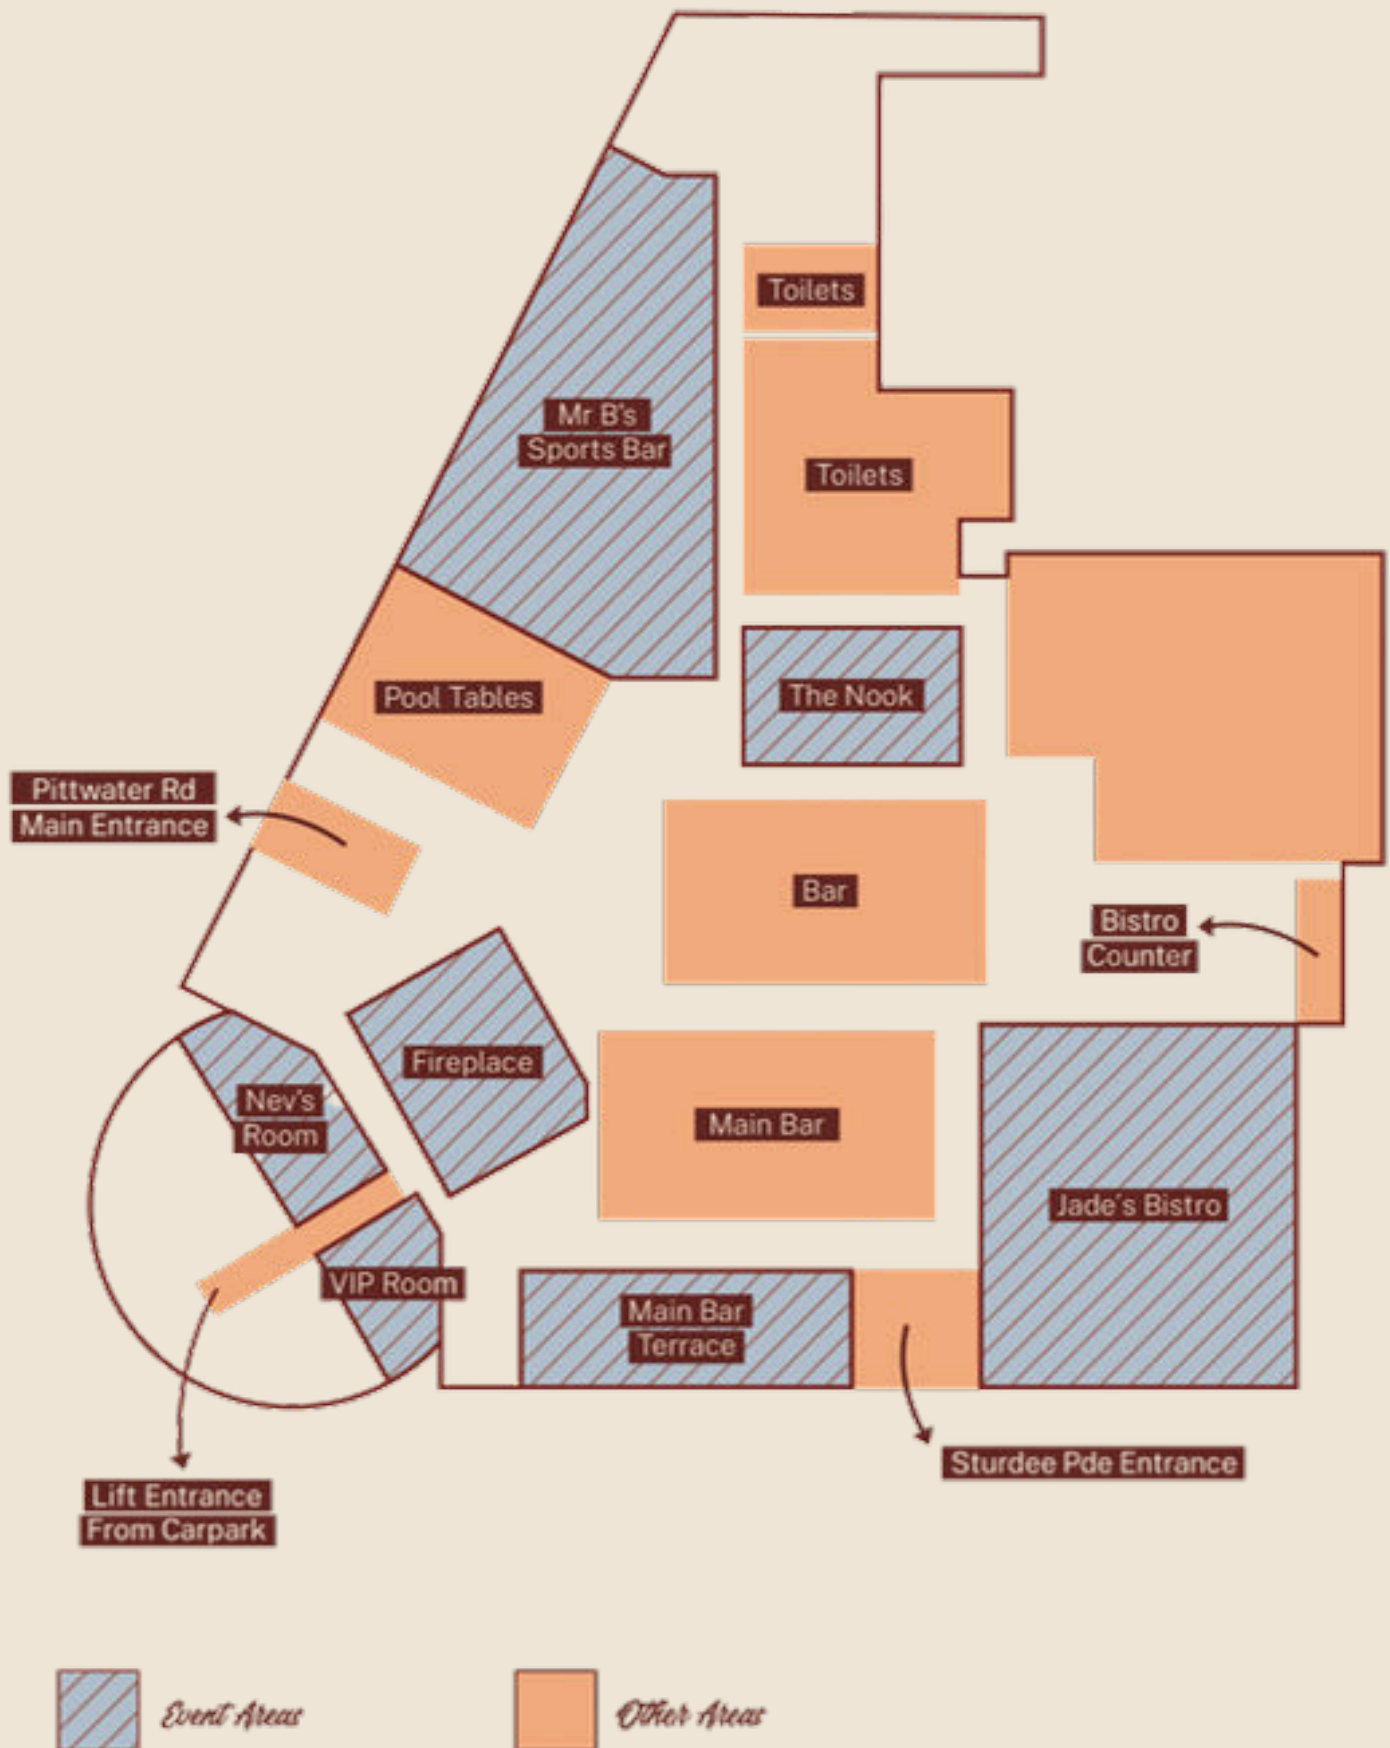 Toilets
Mr B's
Sports Bar
Toilets
Pool Tables
The Nook
Pittwater Rd
Main Entrance
Bar
Bistro
Counter
Fireplace
Nev's
Room
Main Bar
Jade's Bistro
VIP Room
Main Bar
Terrace
Sturdee Pde Entrance
Lift Entrance
From Carpark
Event Areas
Other Areas